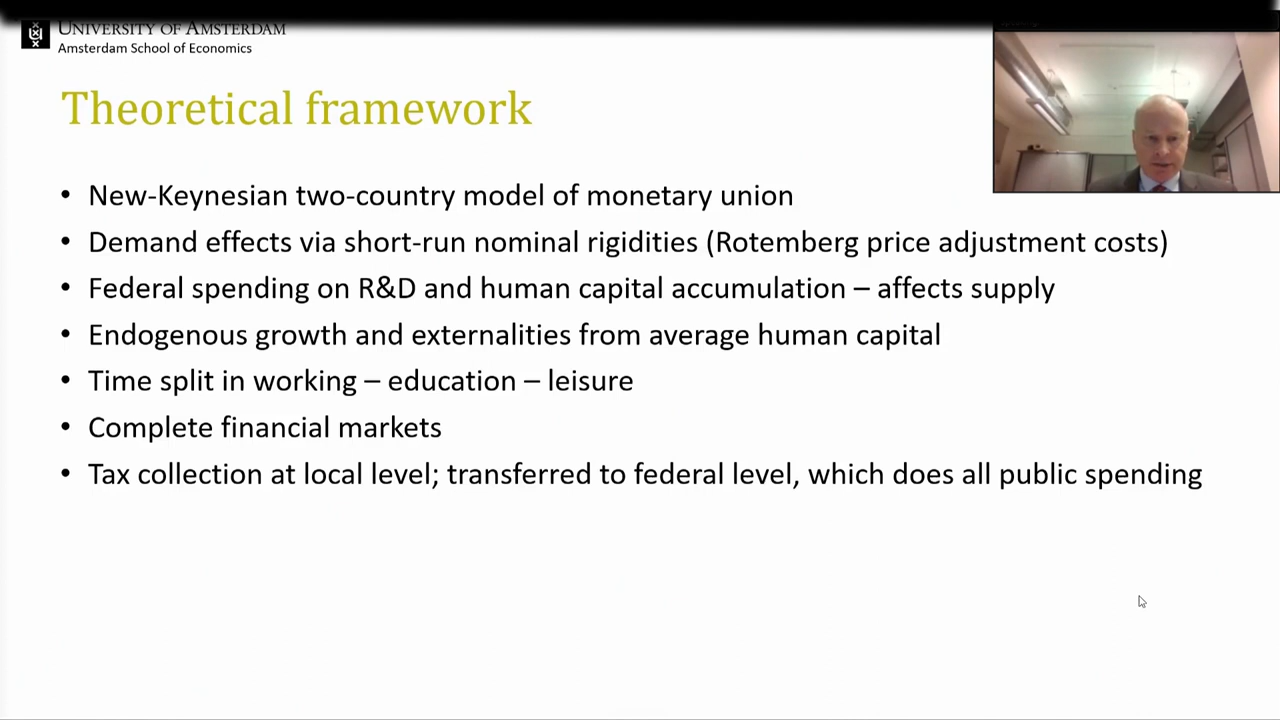 UNIVERSITY OF AMSTERDAM
Amsterdam School of Economics
Theoretical framework
• New-Keynesian two-country model of monetary union
• Demand effects via short-run nominal rigidities (Rotemberg price adjustment costs)
• Federal spending on R&D and human capital accumulation – affects supply
• Endogenous growth and externalities from average human capital
• Time split in working – education – leisure
• Complete financial markets
• Tax collection at local level; transferred to federal level, which does all public spending